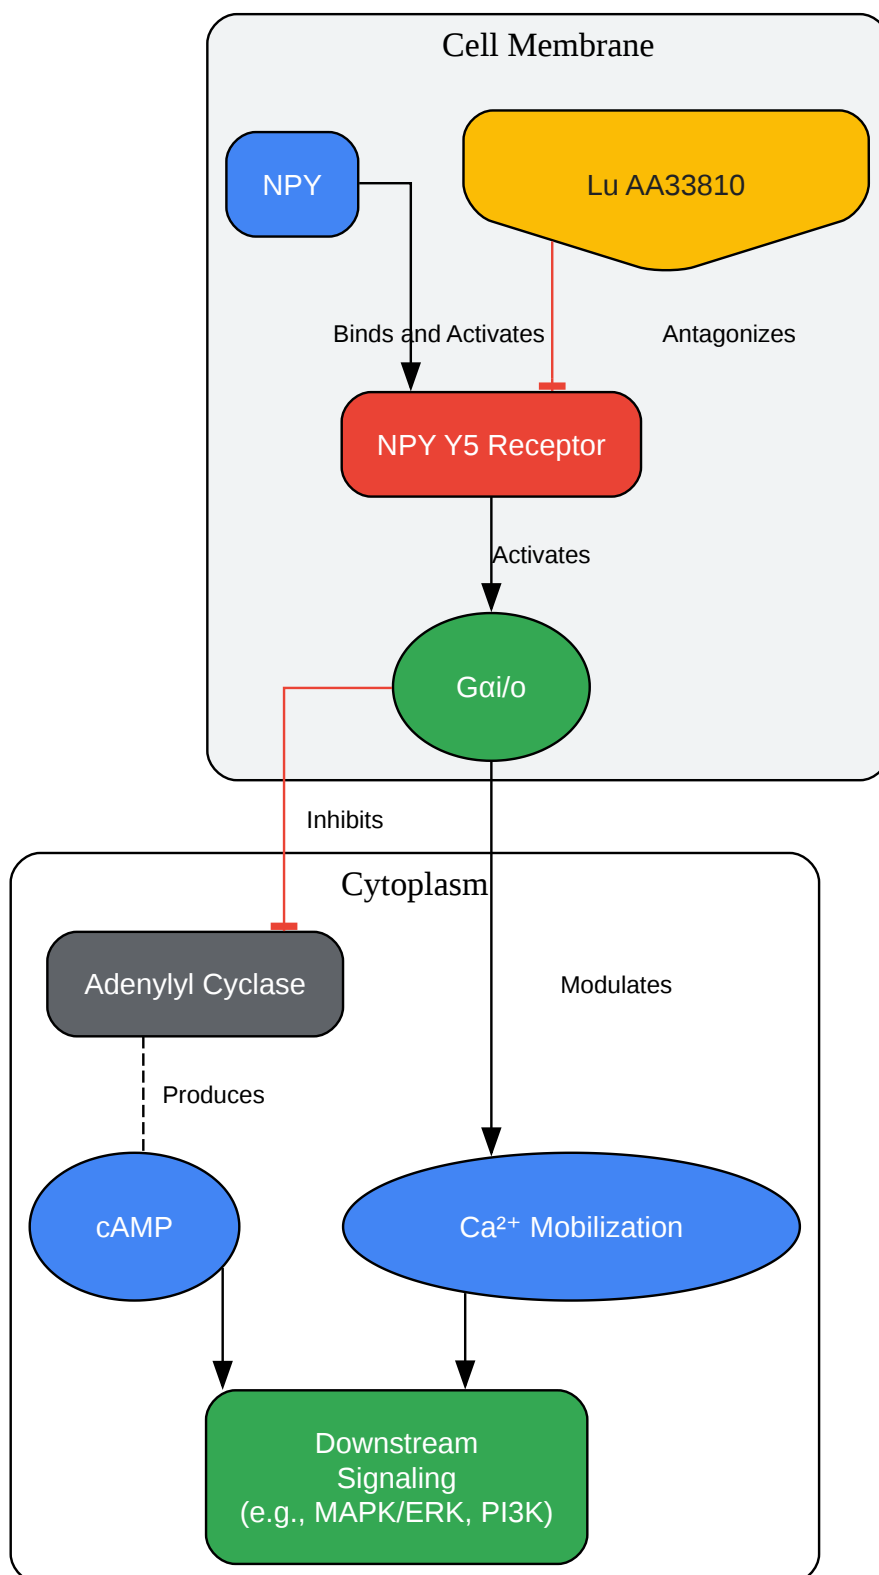 Cell Membrane
NPY
Lu AA33810
Binds and Activates
Antagonizes
NPY Y5 Receptor
Activates
Gαi/o
Inhibits
Cytoplasm
Adenylyl Cyclase
Modulates
Produces
cAMP
Ca²⁺ Mobilization
Downstream
Signaling
(e.g., MAPK/ERK, PI3K)